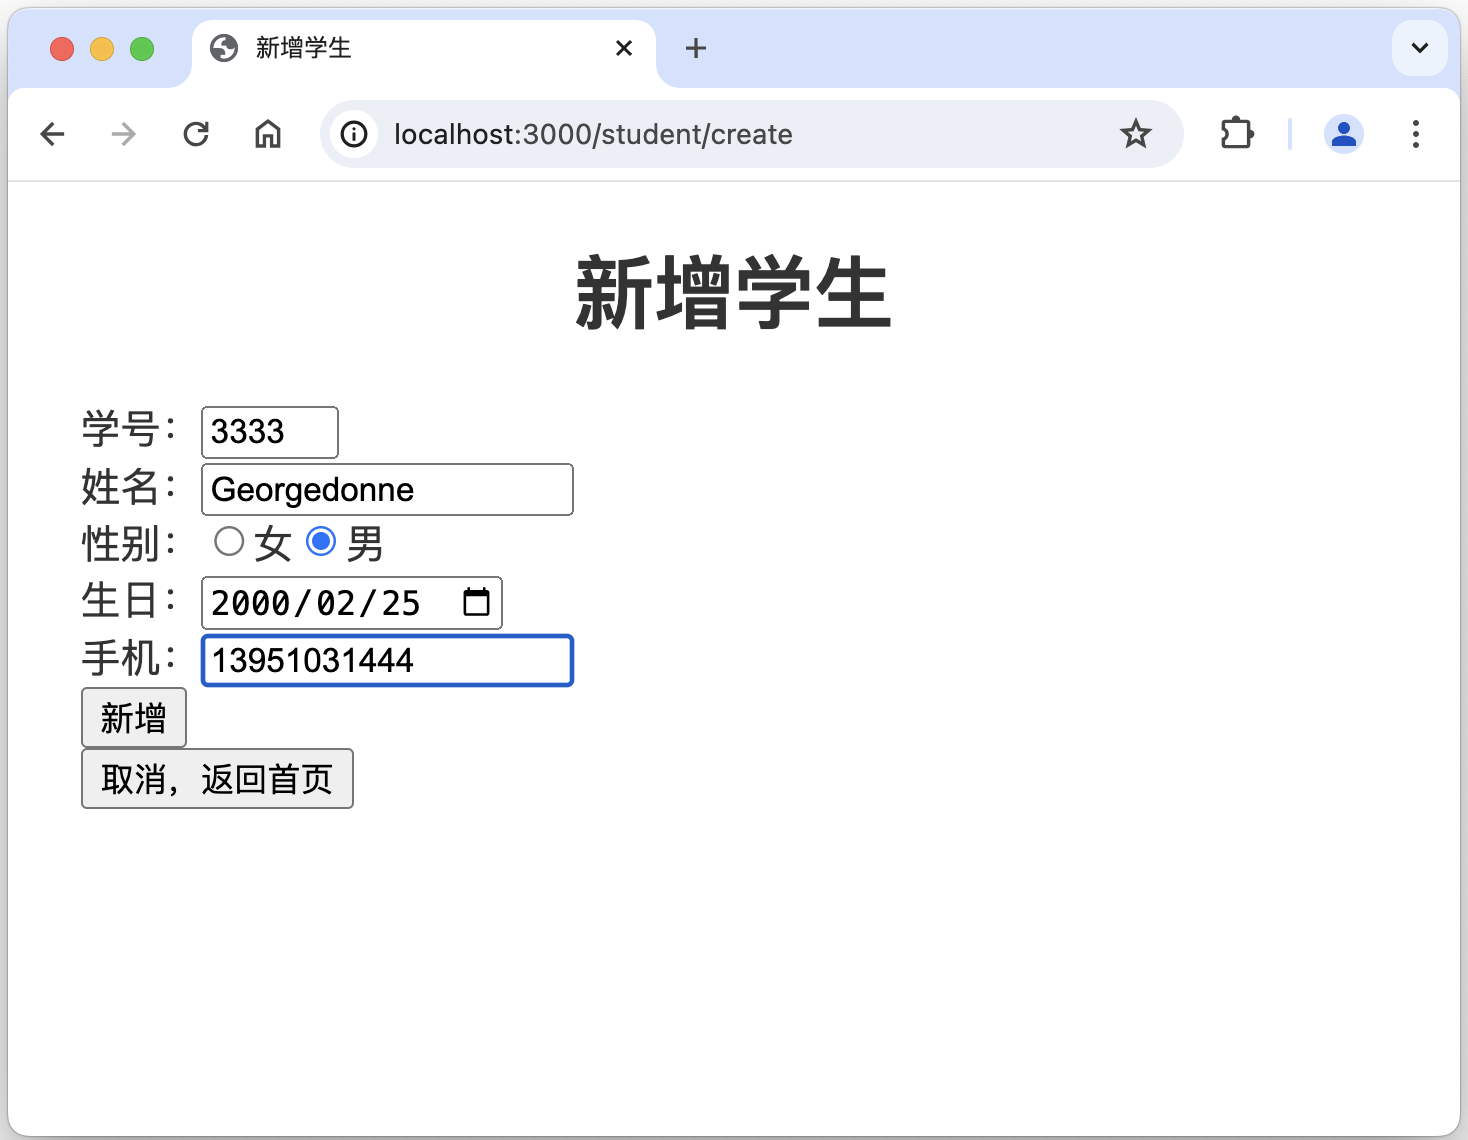 新增学生
localhost:3000/student/create
新增学生
学号：3333
姓名：Georgedonne
性别：女 男
生日：2000/02/25
手机：13951031444
新增
取消，返回首页